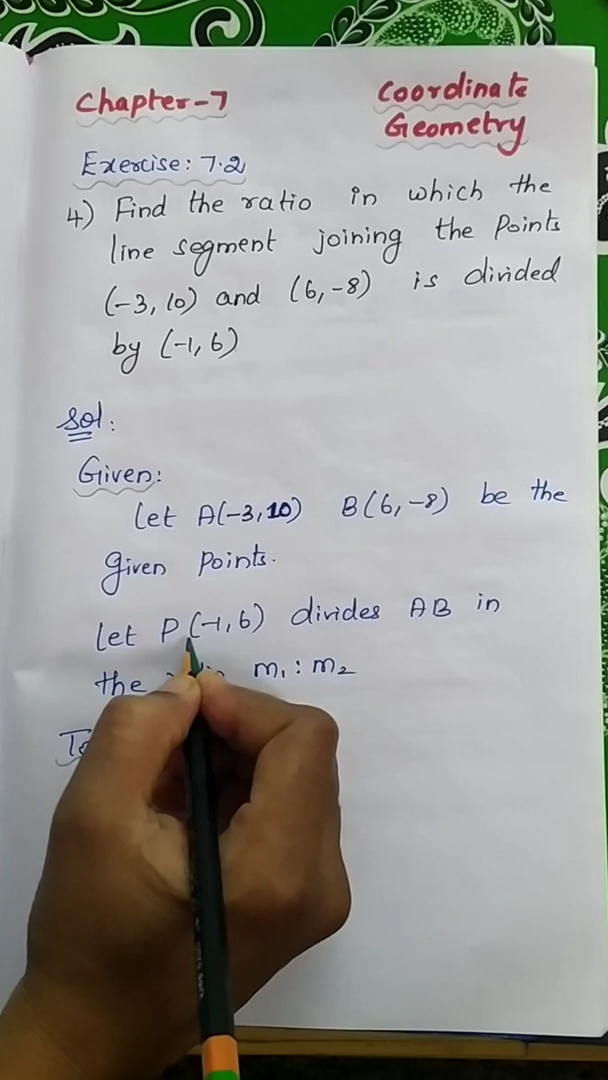 Chapter-7
Coordinate
Geometry
Exercise: 7.2
4) Find the ratio in which the
line segment joining the Points
(-3, 10) and (6, -8) is divided
by (-1, 6)
Sol:
Given:
Let A(-3, 10) B(6, -8) be the
given points.
Let P(-1, 6) divides AB in
the m₁ : m₂